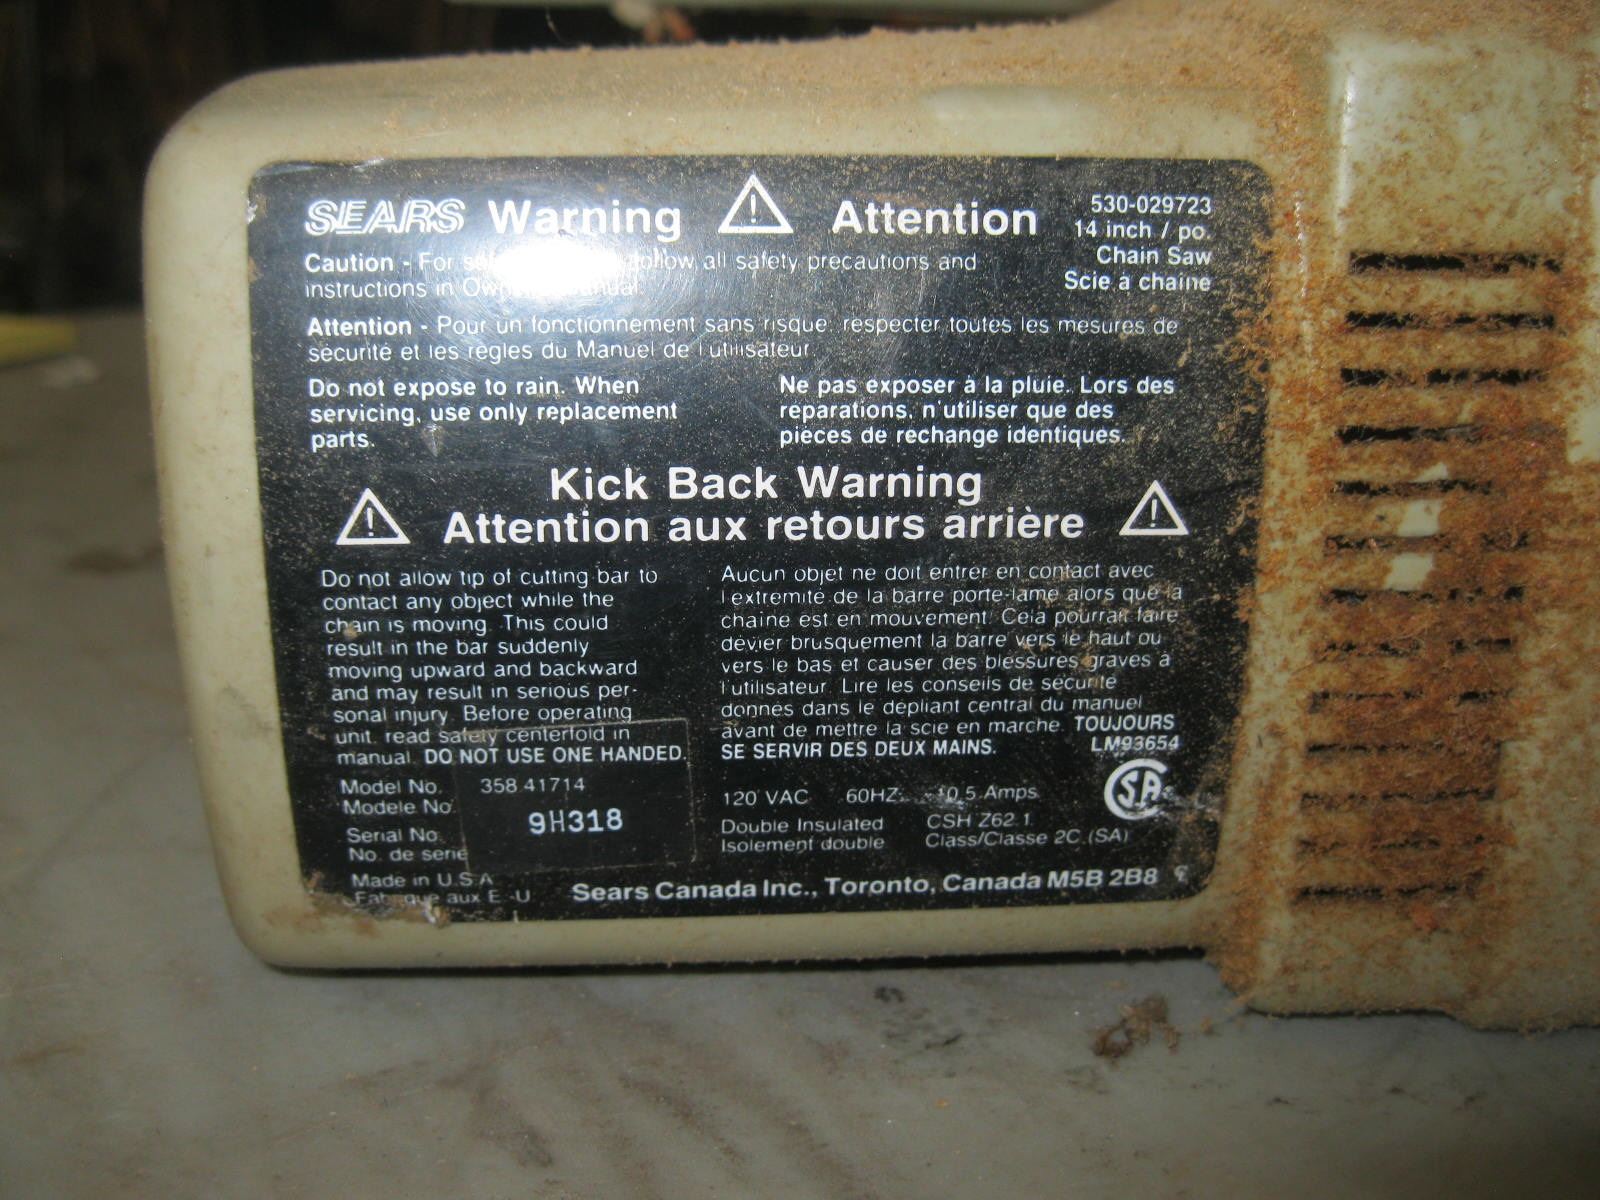 SEARS Warning Attention
530-029723
14 inch / po.
Chain Saw
Scie a chaine
Caution - For follow all safety precautions and
instructions in Owner's Manual
Attention - Pour un fonctionnement sans risque, respecter toutes les mesures de
sécurité et les règles du Manuel de l'utilisateur
Do not expose to rain. When
servicing, use only replacement
parts.
Ne pas exposer à la pluie. Lors des
reparations, n'utiliser que des
pièces de rechange identiques.
Kick Back Warning
Attention aux retours arrière
Do not allow tip of cutting bar to
contact any object while the
chain is moving. This could
result in the bar suddenly
moving upward and backward
and may result in serious per-
sonal injury. Before operating
unit, read safety centerfold in
manual. DO NOT USE ONE HANDED.
Aucun objet ne doit entrer en contact avec
l'extremité de la barre porte-lame alors que la
chaine est en mouvement. Cela pourrait faire
dévier brusquement la barre vers le haut ou
vers le bas et causer des blessures graves à
l'utilisateur. Lire les conseils de sécurité
donnés dans le dépliant central du manuel
avant de mettre la scie en marche. TOUJOURS
SE SERVIR DES DEUX MAINS.
LM93654
Model No. 358.41714
Modele No.
Serial No. 9H318
No. de serie
Made in U.S.A.
Fabrique aux E.-U.
120 VAC 60HZ 10.5 Amps
Double Insulated
Isolement double
CSH Z62.1
Class/Classe 2C (SA)
Sears Canada Inc., Toronto, Canada M5B 2B8